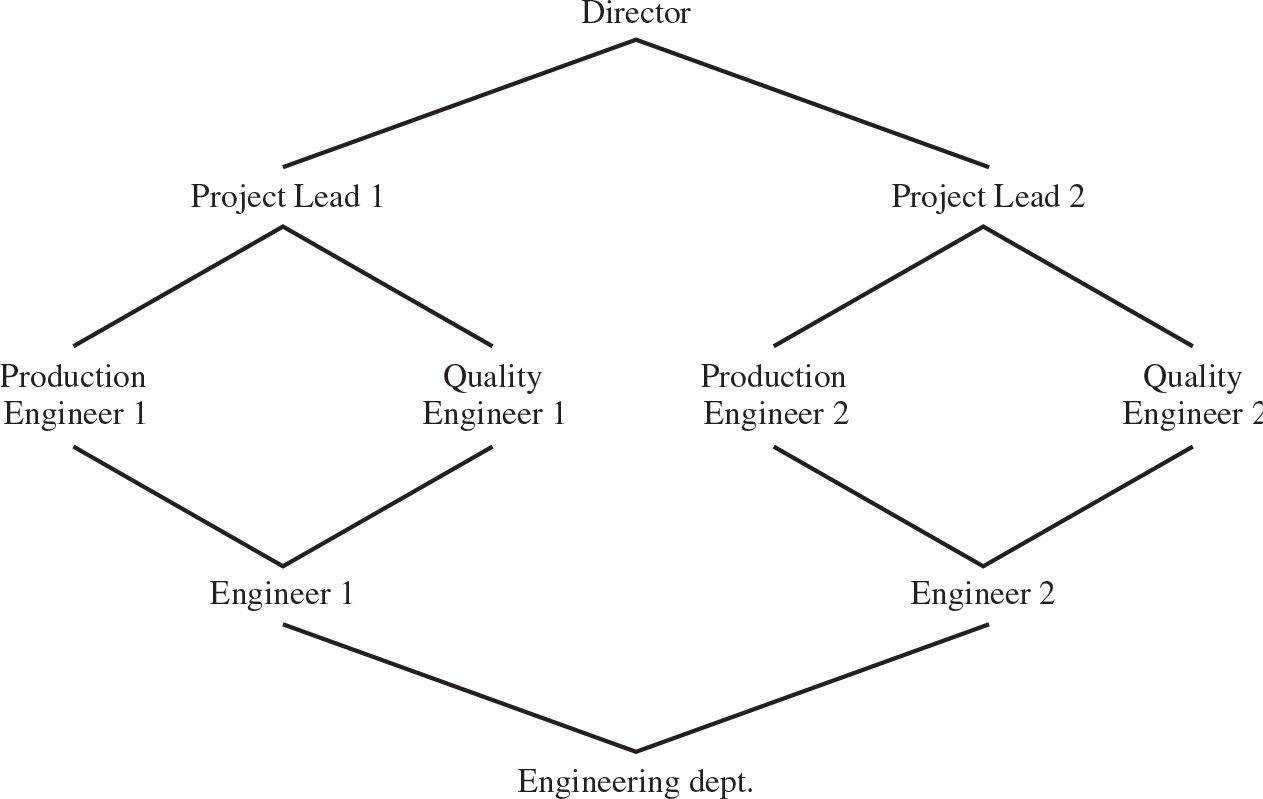 Director
Project Lead 1
Project Lead 2
Production
Engineer 1
Quality
Engineer 1
Production
Engineer 2
Quality
Engineer 2
Engineer 1
Engineer 2
Engineering dept.